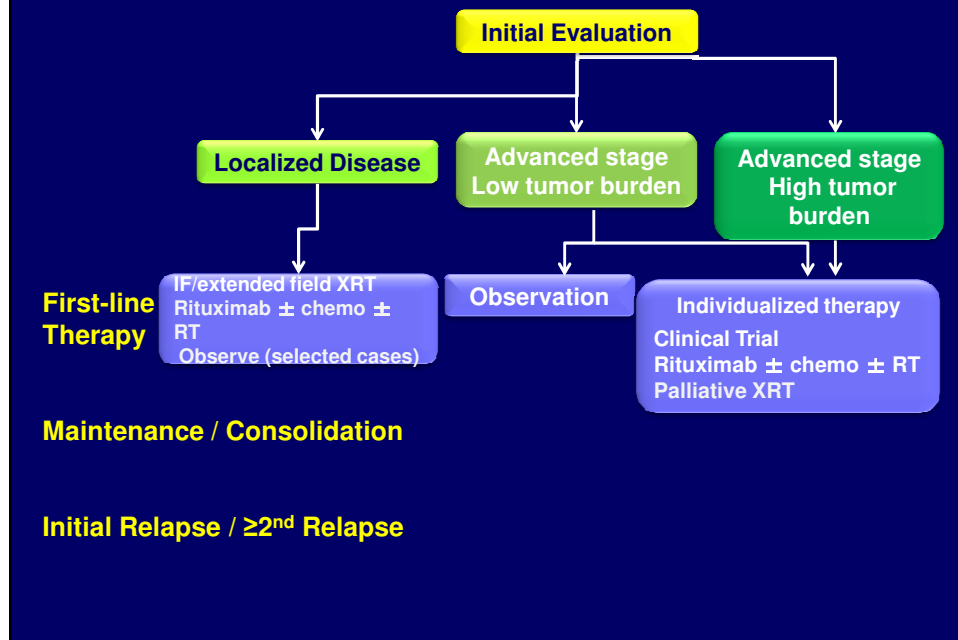 Initial Evaluation
Localized Disease
Advanced stage
Low tumor burden
Advanced stage
High tumor
burden
First-line
Therapy
IF/extended field XRT
Rituximab ± chemo ±
RT
Observe (selected cases)
Observation
Individualized therapy
Clinical Trial
Rituximab ± chemo ± RT
Palliative XRT
Maintenance / Consolidation
Initial Relapse / ≥2nd Relapse